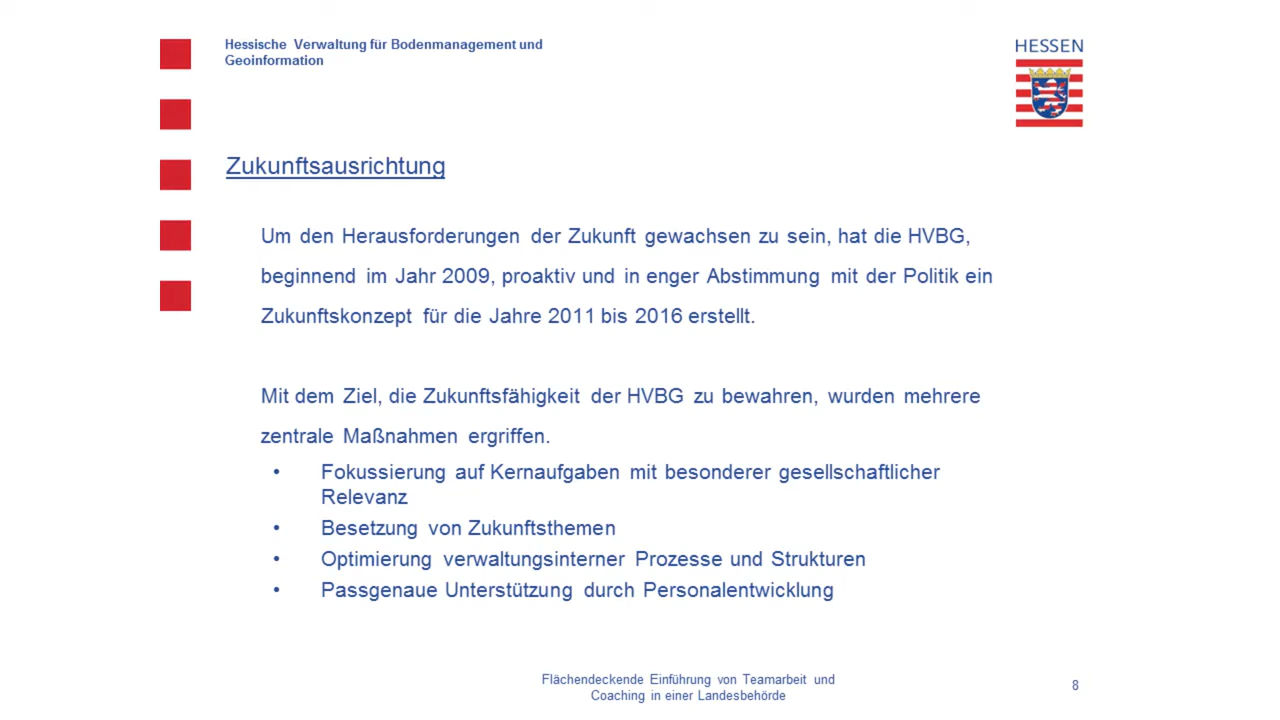 Hessische Verwaltung für Bodenmanagement und
Geoinformation
HESSEN
Zukunftsausrichtung
Um den Herausforderungen der Zukunft gewachsen zu sein, hat die HVBG,
beginnend im Jahr 2009, proaktiv und in enger Abstimmung mit der Politik ein
Zukunftskonzept für die Jahre 2011 bis 2016 erstellt.
Mit dem Ziel, die Zukunftsfähigkeit der HVBG zu bewahren, wurden mehrere
zentrale Maßnahmen ergriffen.
• Fokussierung auf Kernaufgaben mit besonderer gesellschaftlicher
Relevanz
• Besetzung von Zukunftsthemen
• Optimierung verwaltungsinterner Prozesse und Strukturen
• Passgenaue Unterstützung durch Personalentwicklung
Flächendeckende Einführung von Teamarbeit und
Coaching in einer Landesbehörde
8